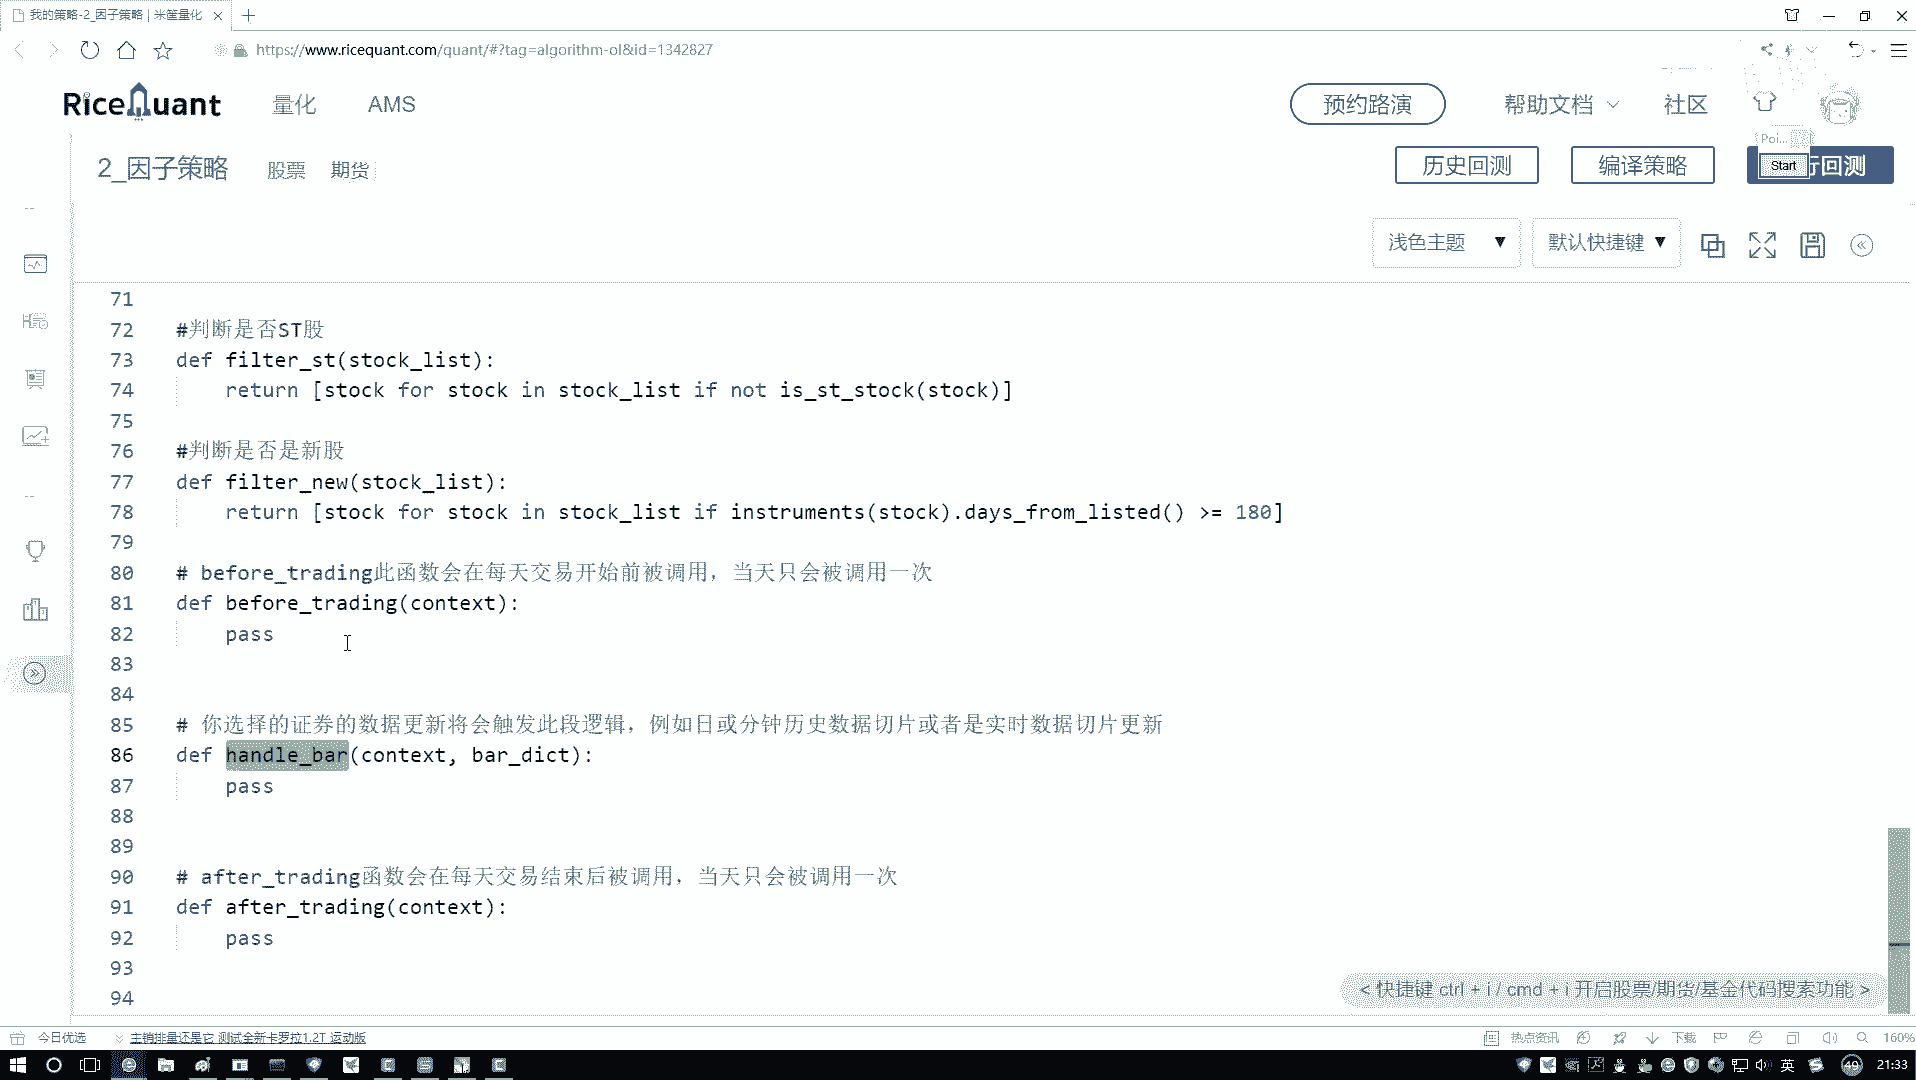 我的策略-2_因子策略 | 米筐量化
https://www.ricequant.com/quant/#?tag=algorithm-ol&id=1342827
RiceQuant 量化 AMS 预约路演 帮助文档 社区
Poi...
2_因子策略 股票 期货 历史回测 编译策略 Start 行回测
浅色主题 默认快捷键
71
72 #判断是否ST股
73 def filter_st(stock_list):
74 return [stock for stock in stock_list if not is_st_stock(stock)]
75
76 #判断是否是新股
77 def filter_new(stock_list):
78 return [stock for stock in stock_list if instruments(stock).days_from_listed() >= 180]
79
80 # before_trading此函数会在每天交易开始前被调用，当天只会被调用一次
81 def before_trading(context):
82 pass
83
84
85 # 你选择的证券的数据更新将会触发此段逻辑，例如日或分钟历史数据切片或者是实时数据切片更新
86 def handle_bar(context, bar_dict):
87 pass
88
89
90 # after_trading函数会在每天交易结束后被调用，当天只会被调用一次
91 def after_trading(context):
92 pass
93
94
< 快捷键 ctrl + i / cmd + i 开启股票/期货/基金代码搜索功能 >
今日优选 主销排量还是它 测试全新卡罗拉1.2T 运动版 热点资讯 下载 160%
英 49 21:33